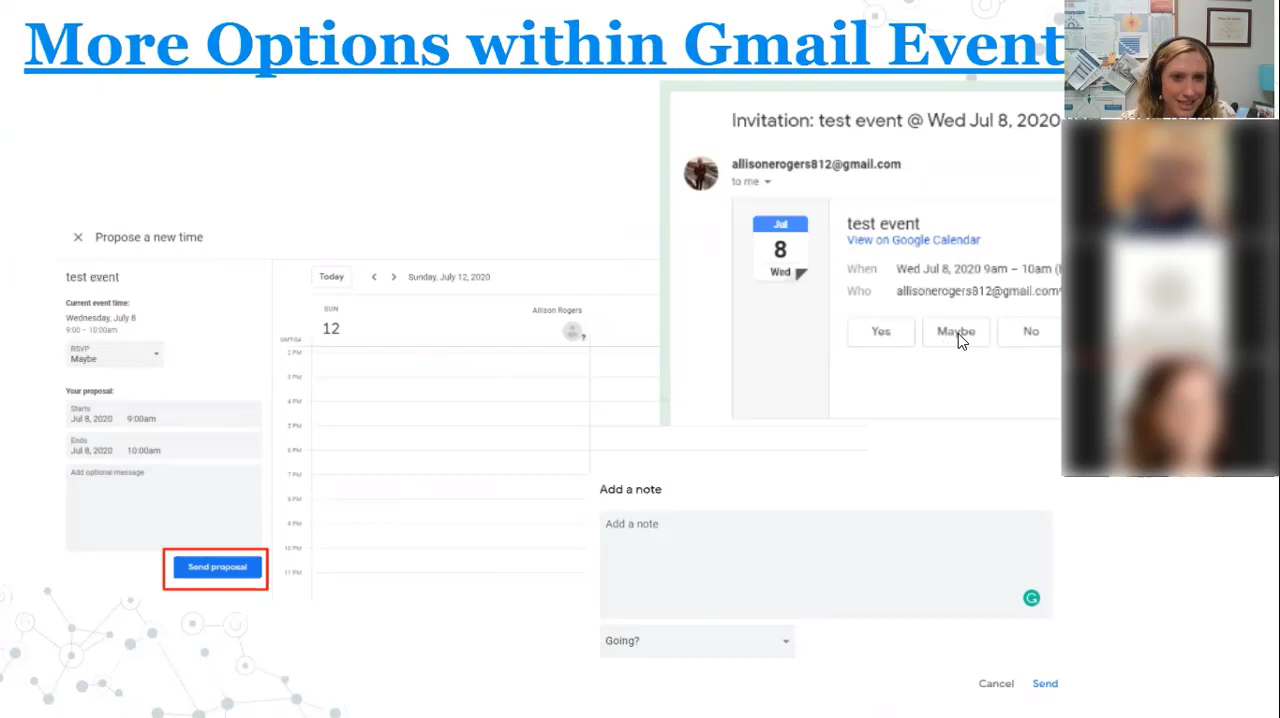 More Options within Gmail Event
Invitation: test event @ Wed Jul 8, 2020
allisonerogers812@gmail.com
to me
Jul
8
Wed
test event
View on Google Calendar
When Wed Jul 8, 2020 9am – 10am
Who allisonerogers812@gmail.com
Yes Maybe No
Propose a new time
test event
Current event time:
Wednesday, July 8
9:00 – 10:00am
RSVP
Maybe
Your proposal:
Starts
Jul 8, 2020 9:00am
Ends
Jul 8, 2020 10:00am
Add optional message
Send proposal
Today Sunday, July 12, 2020
SUN
12
Allison Rogers
?
GMT-04
2 PM
3 PM
4 PM
5 PM
6 PM
7 PM
8 PM
9 PM
10 PM
11 PM
Add a note
Add a note
Going?
Cancel Send